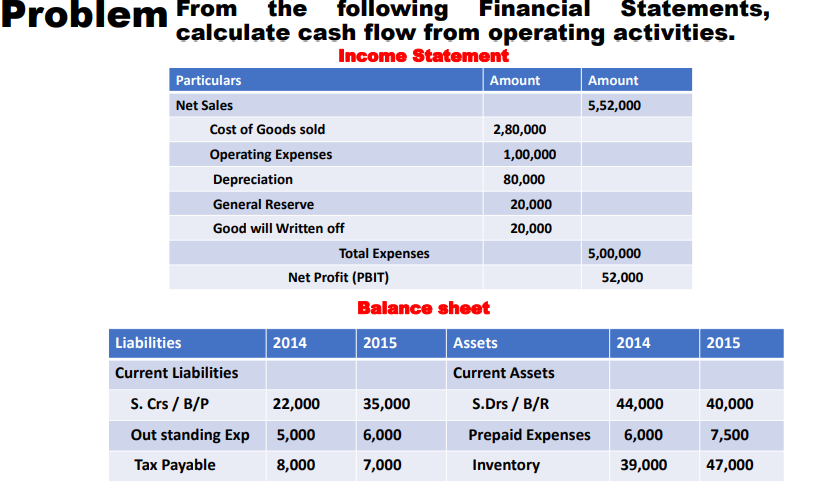 Problem From the following Financial Statements,
calculate cash flow from operating activities.
Income Statement
Particulars Amount Amount
Net Sales 5,52,000
Cost of Goods sold 2,80,000
Operating Expenses 1,00,000
Depreciation 80,000
General Reserve 20,000
Good will Written off 20,000
Total Expenses 5,00,000
Net Profit (PBIT) 52,000
Balance sheet
Liabilities 2014 2015 Assets 2014 2015
Current Liabilities Current Assets
S. Crs / B/P 22,000 35,000 S.Drs / B/R 44,000 40,000
Out standing Exp 5,000 6,000 Prepaid Expenses 6,000 7,500
Tax Payable 8,000 7,000 Inventory 39,000 47,000